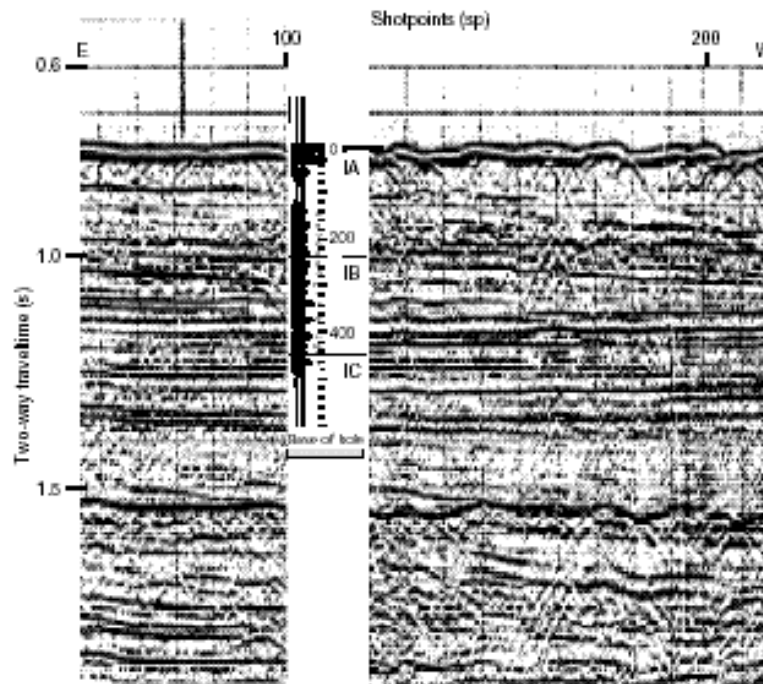 Shotpoints (sp)
E 100 200 W
0.6
0
IA
200
1.0
IB
400
IC
Base of hole
1.5
Two-way traveltime (s)